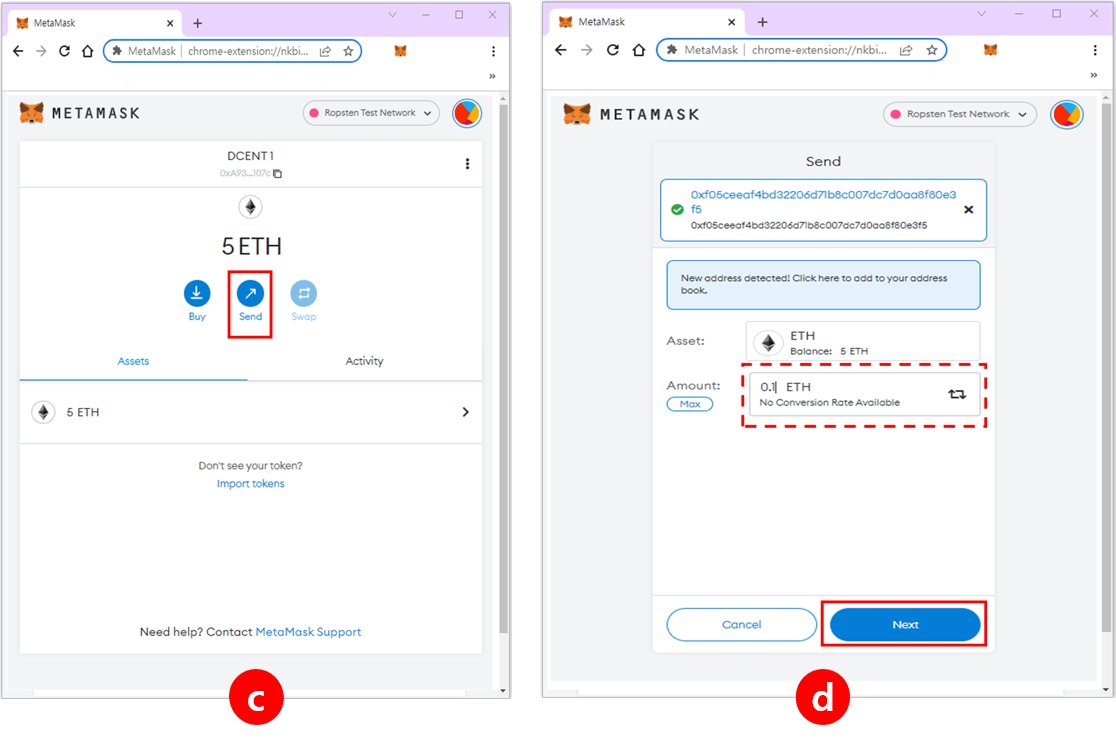 MetaMask
MetaMask | chrome-extension://nkbi...
»
METAMASK
Ropsten Test Network
DCENT 1
0xA93...107c
5 ETH
Buy
Send
Swap
Assets
Activity
5 ETH
Don't see your token?
Import tokens
Need help? Contact MetaMask Support
c
MetaMask
MetaMask | chrome-extension://nkbi...
»
METAMASK
Ropsten Test Network
Send
0xf05ceeaf4bd32206d71b8c007dc7d0aa8f80e3
f5
0xf05ceeaf4bd32206d71b8c007dc7d0aa8f80e3f5
New address detected! Click here to add to your address
book.
Asset:
ETH
Balance: 5 ETH
Amount:
Max
0.1 ETH
No Conversion Rate Available
Cancel
Next
d